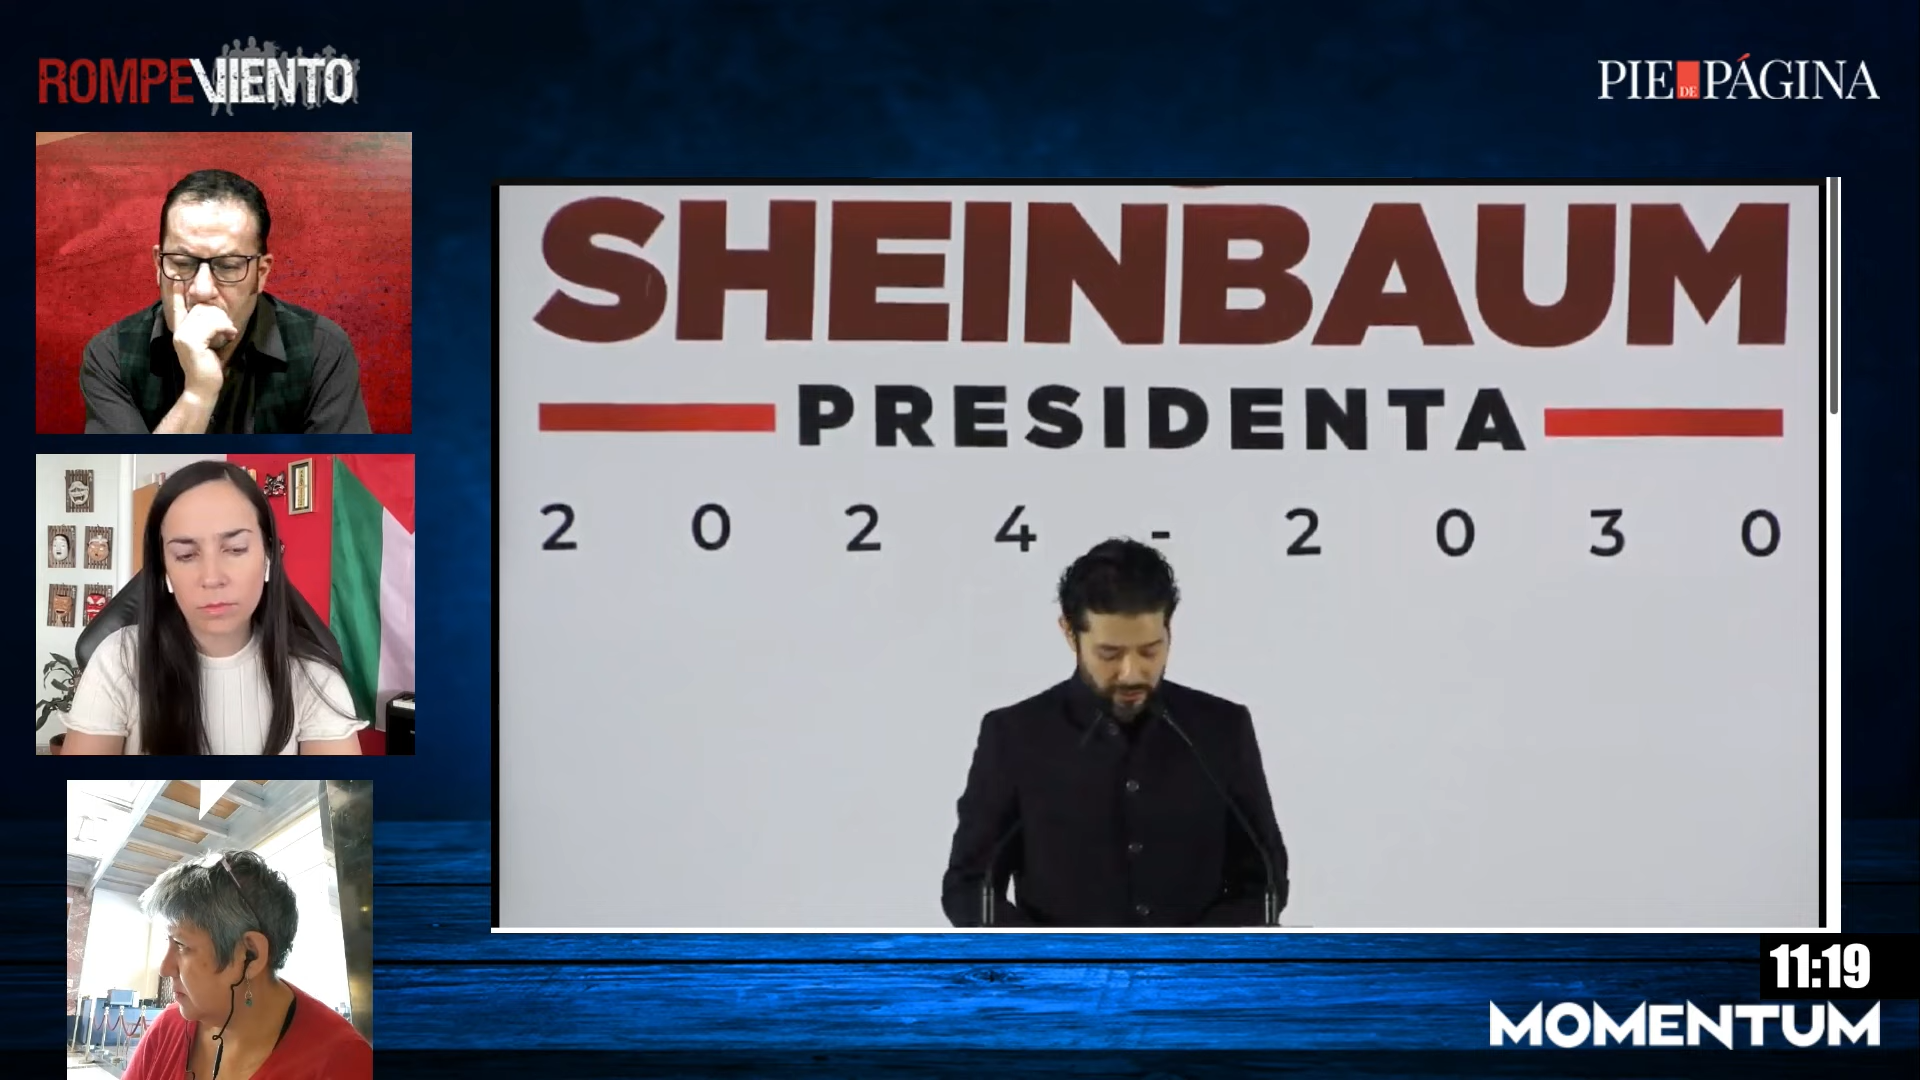 ROMPEVIENTO
PIE DE PÁGINA
SHEINBAUM
PRESIDENTA
2024-2030
11:19
MOMENTUM